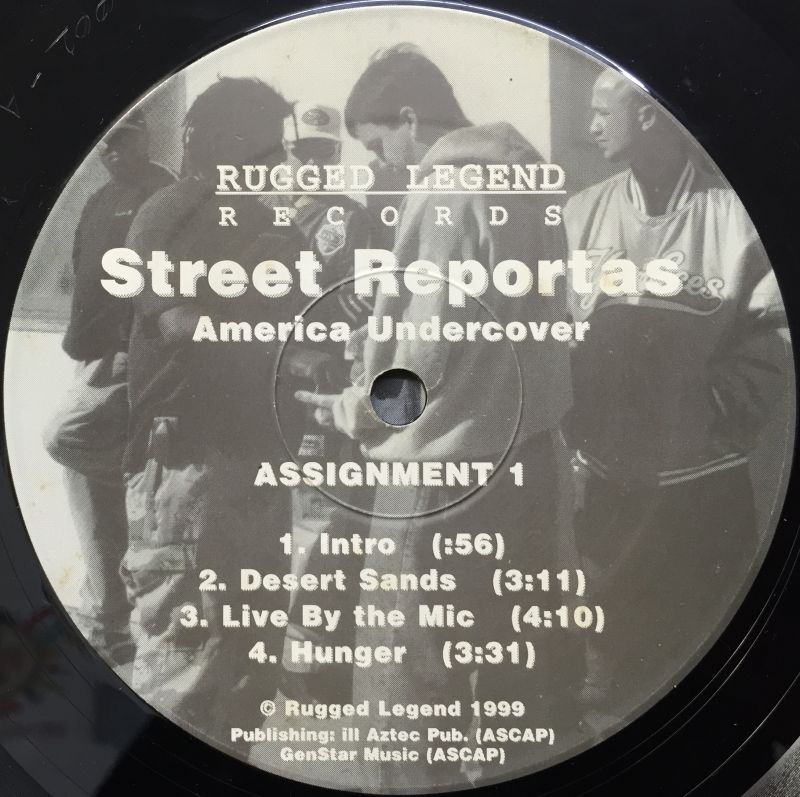 RUGGED LEGEND
RECORDS
Street Reportas
America Undercover
Yankees
ASSIGNMENT 1
1. Intro (:56)
2. Desert Sands (3:11)
3. Live By the Mic (4:10)
4. Hunger (3:31)
© Rugged Legend 1999
Publishing: ill Aztec Pub. (ASCAP)
GenStar Music (ASCAP)